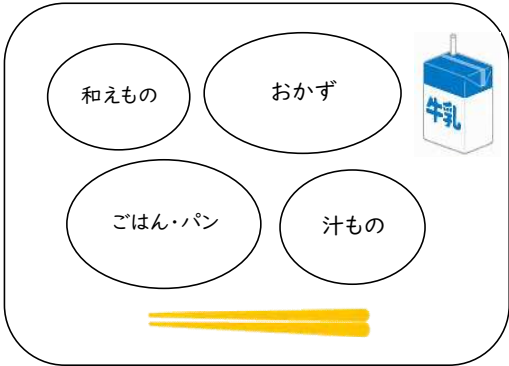 和えもの
おかず
牛乳
ごはん・パン
汁もの